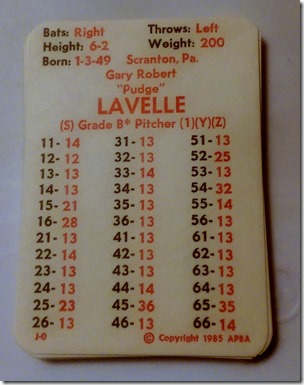 Bats: Right Throws: Left
Height: 6-2 Weight: 200
Born: 1-3-49 Scranton, Pa.
Gary Robert
"Pudge"
LAVELLE
(S) Grade B* Pitcher (1)(Y)(Z)
11- 14 31- 13 51- 13
12- 12 32- 13 52- 25
13- 13 33- 14 53- 13
14- 13 34- 13 54- 32
15- 21 35- 13 55- 14
16- 28 36- 13 56- 13
21- 13 41- 13 61- 13
22- 14 42- 13 62- 13
23- 13 43- 13 63- 13
24- 13 44- 14 64- 13
25- 23 45- 36 65- 35
26- 13 46- 13 66- 14
J-0 © Copyright 1985 APBA